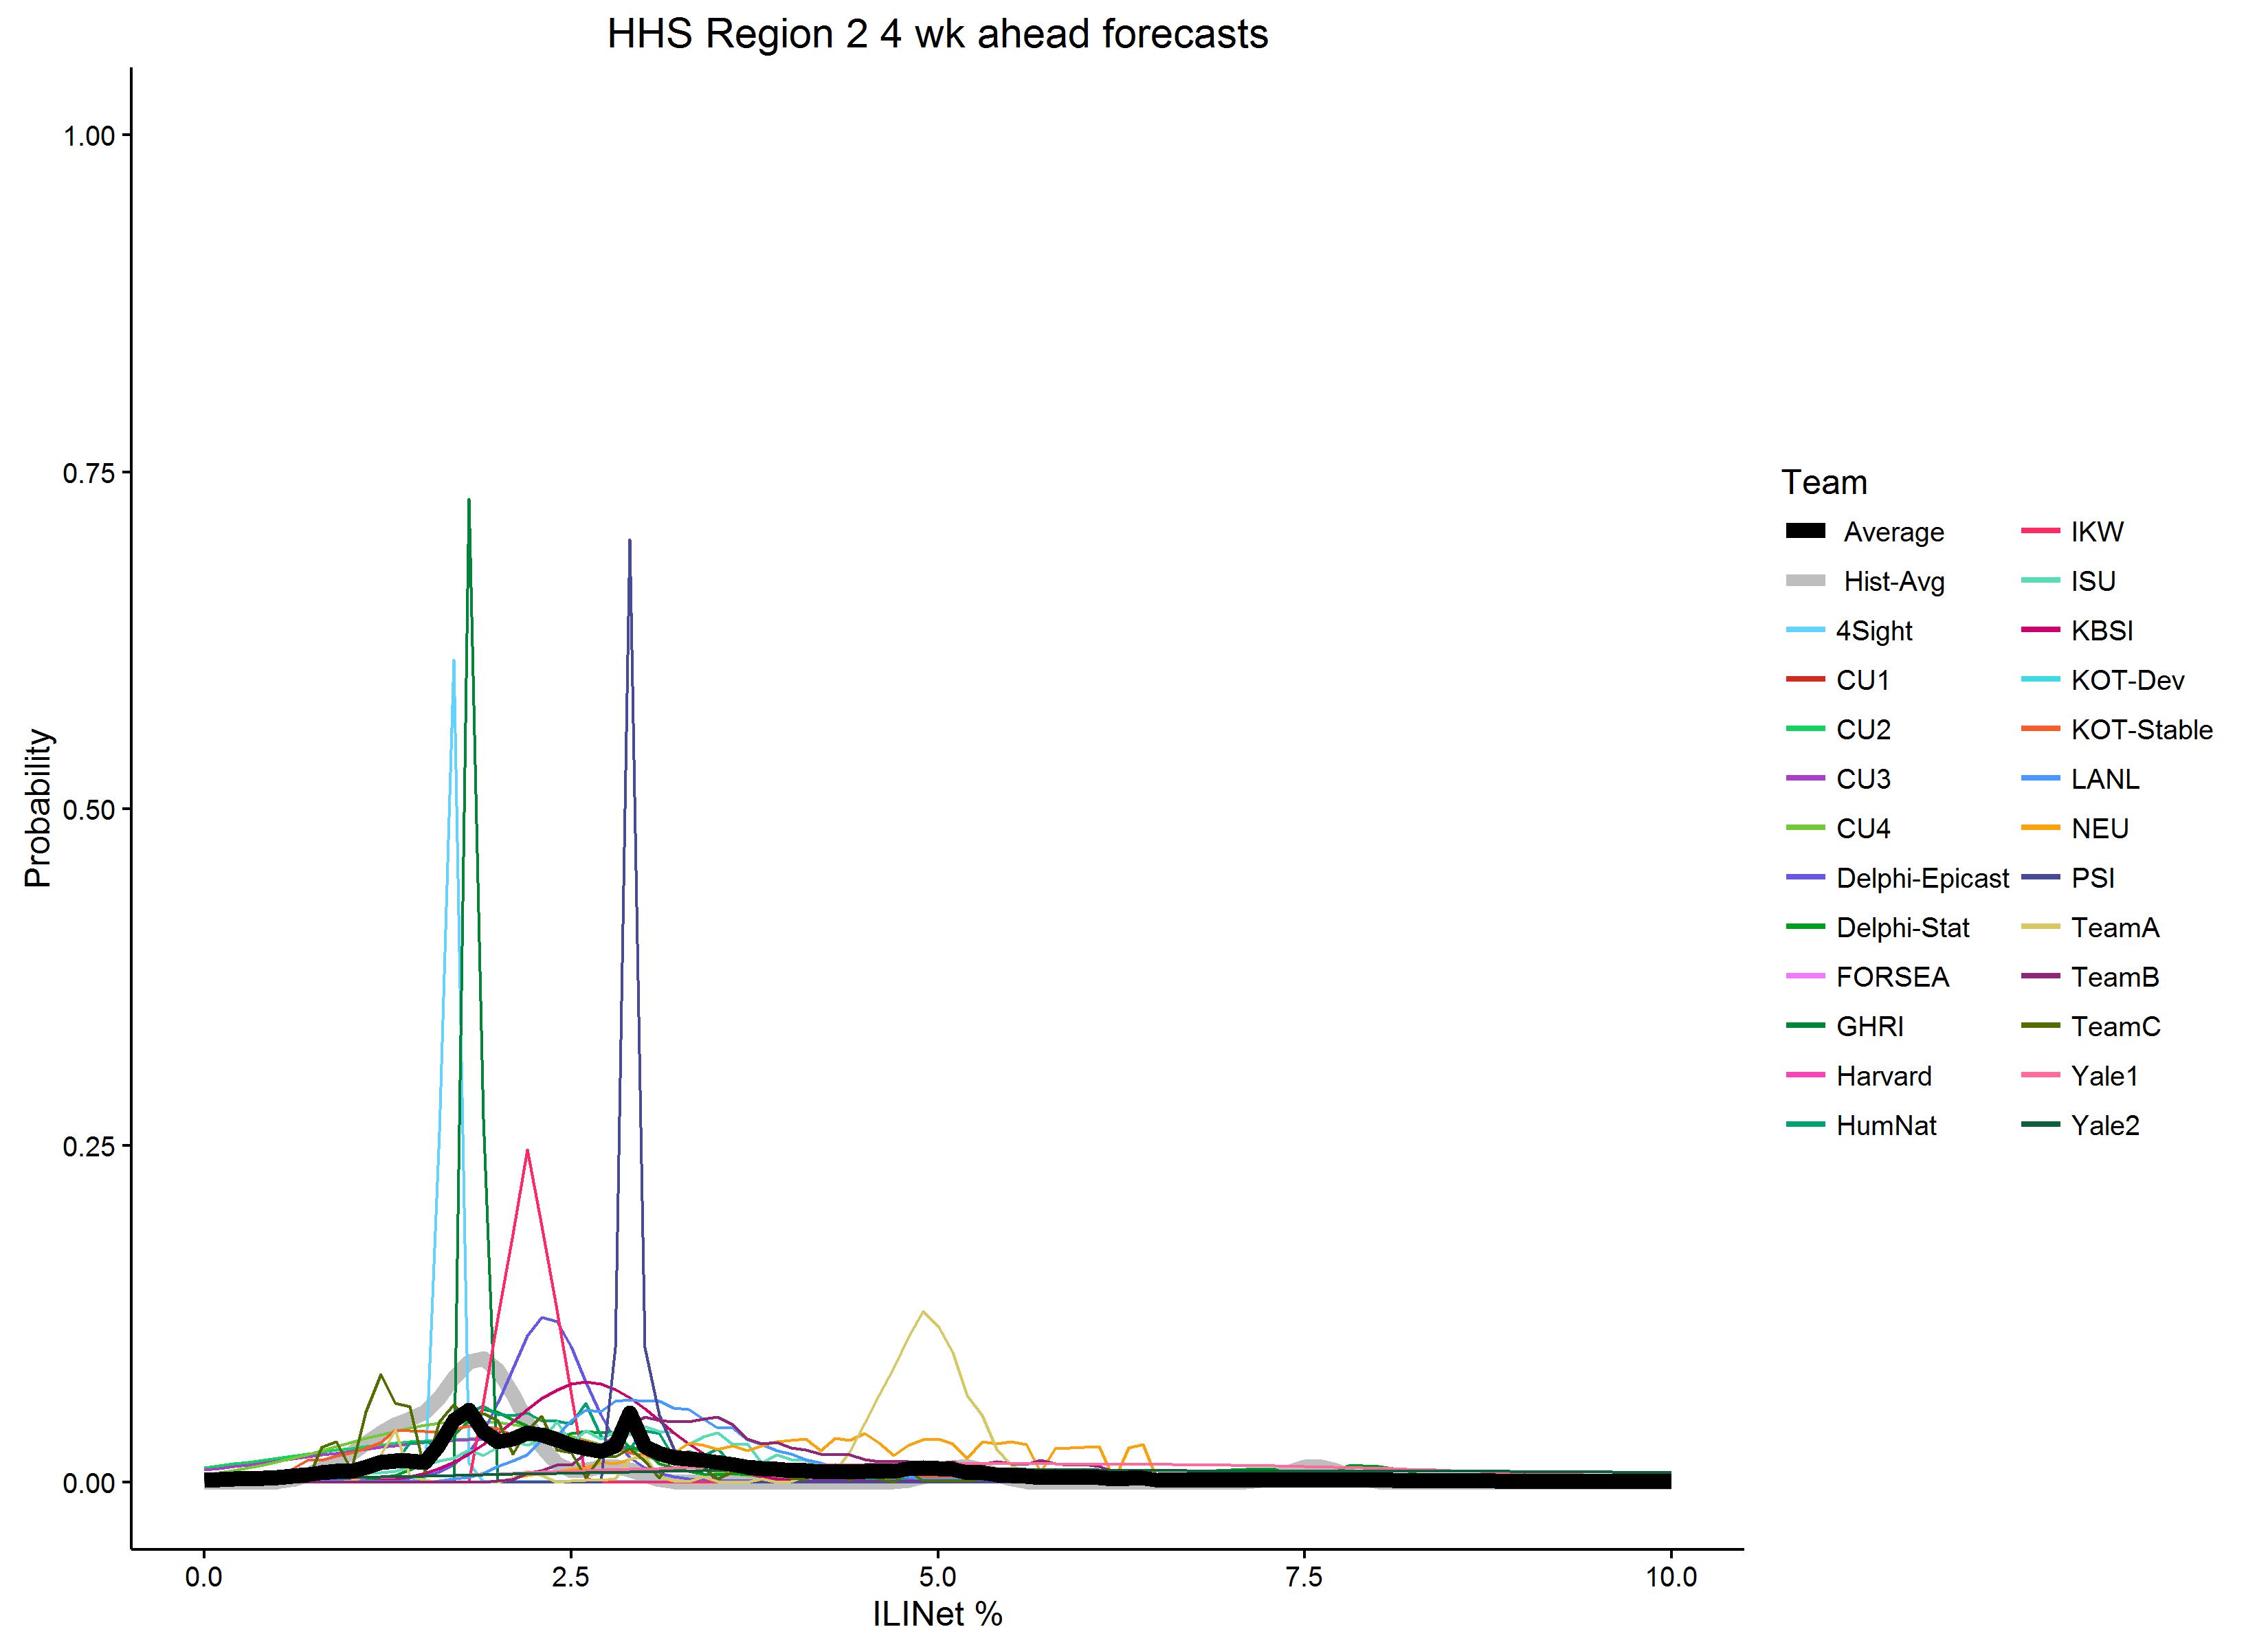 HHS Region 2 4 wk ahead forecasts
1.00
0.75
0.50
0.25
0.00
Probability
0.0 2.5 5.0 7.5 10.0
ILINet %
Team
Average
Hist-Avg
4Sight
CU1
CU2
CU3
CU4
Delphi-Epicast
Delphi-Stat
FORSEA
GHRI
Harvard
HumNat
IKW
ISU
KBSI
KOT-Dev
KOT-Stable
LANL
NEU
PSI
TeamA
TeamB
TeamC
Yale1
Yale2